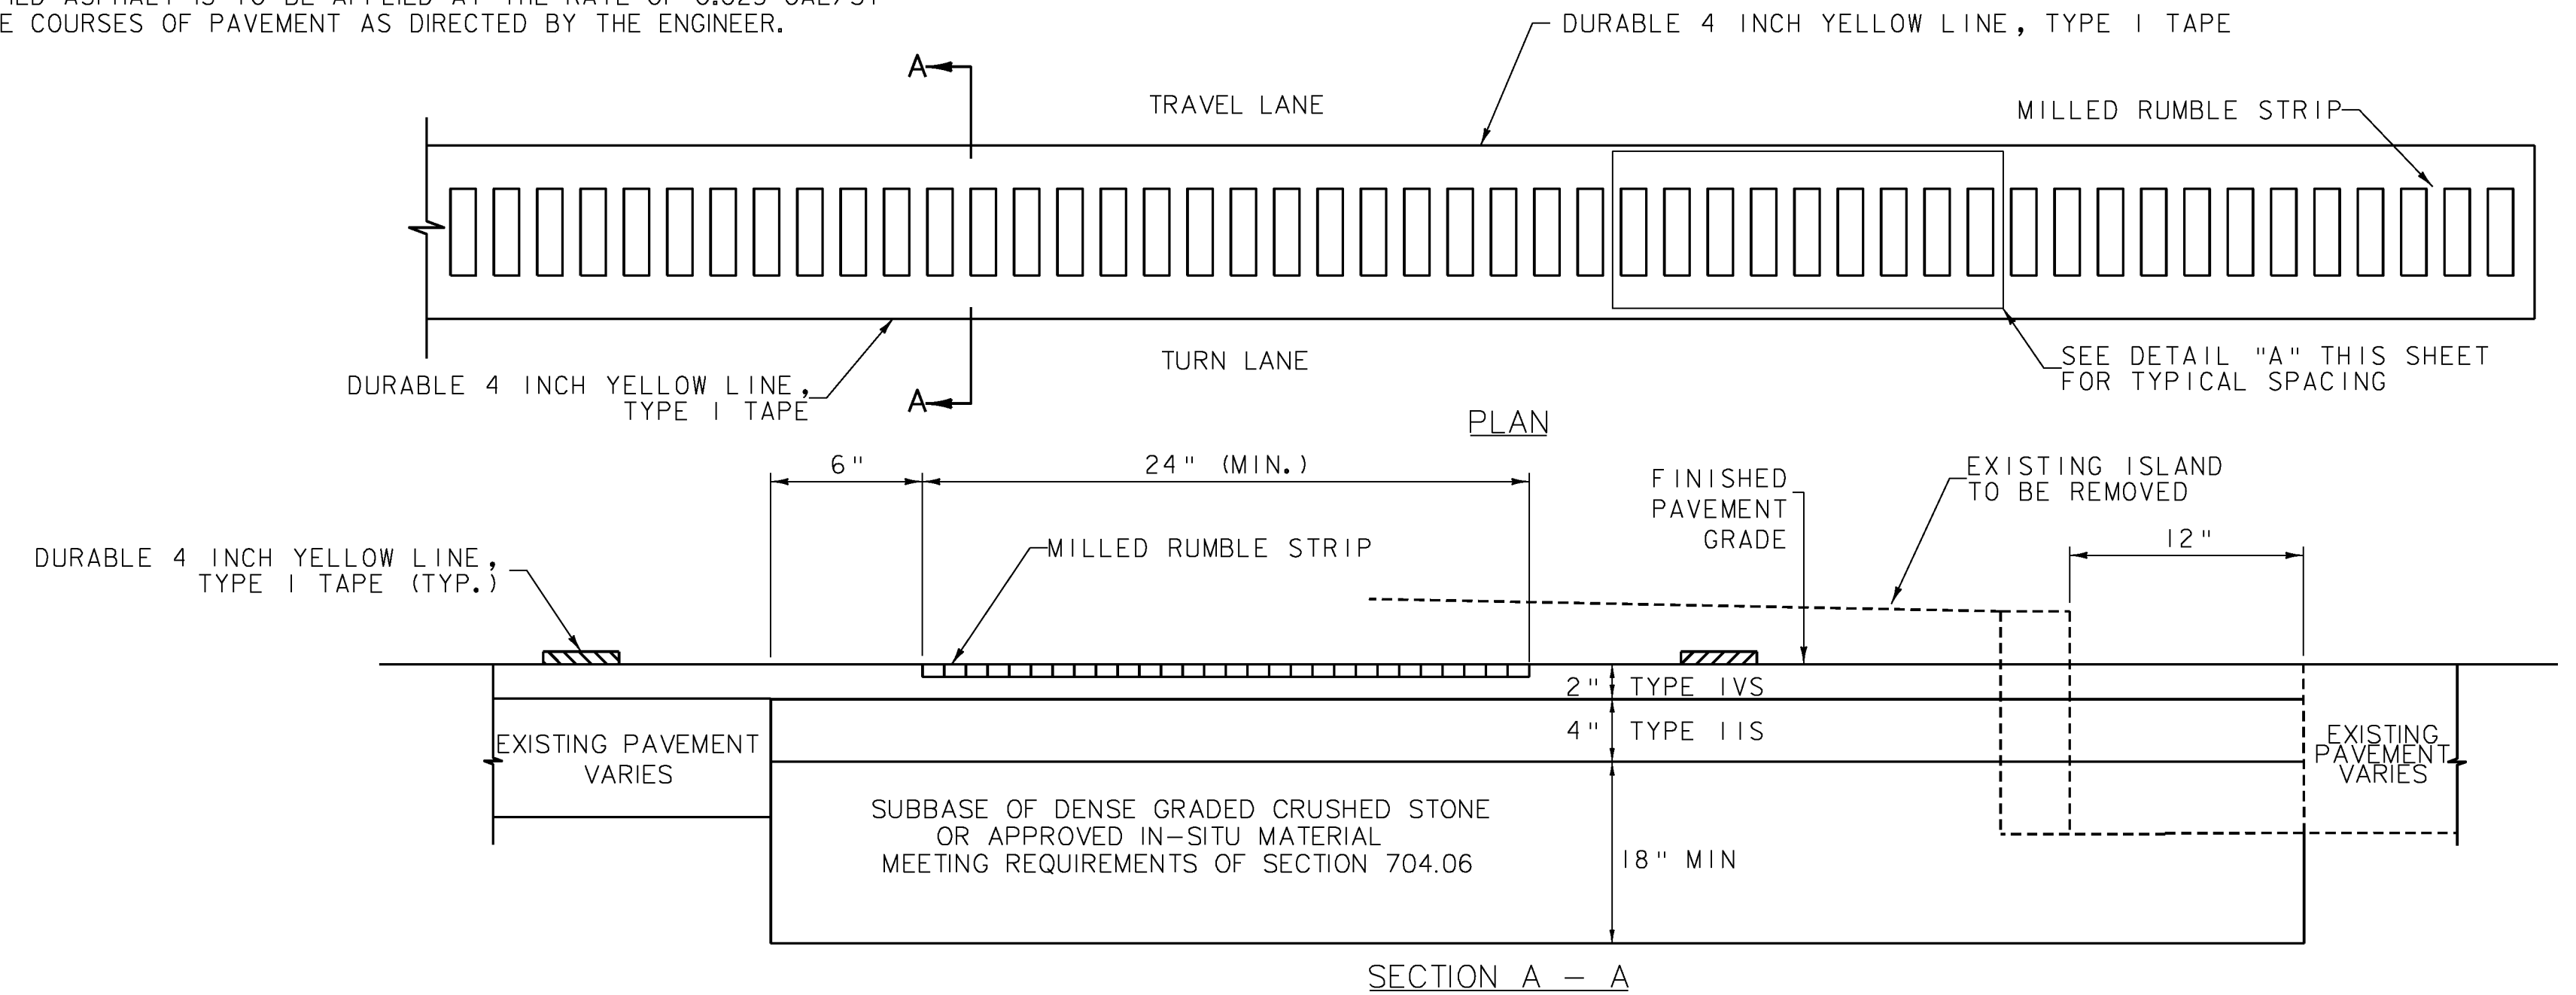 E COURSES OF PAVEMENT AS DIRECTED BY THE ENGINEER.
DURABLE 4 INCH YELLOW LINE, TYPE I TAPE
A
TRAVEL LANE
MILLED RUMBLE STRIP
DURABLE 4 INCH YELLOW LINE,
TYPE I TAPE
A
TURN LANE
SEE DETAIL "A" THIS SHEET
FOR TYPICAL SPACING
PLAN
6"
24" (MIN.)
FINISHED
PAVEMENT
GRADE
EXISTING ISLAND
TO BE REMOVED
12"
DURABLE 4 INCH YELLOW LINE,
TYPE I TAPE (TYP.)
MILLED RUMBLE STRIP
2" TYPE IVS
4" TYPE IIS
EXISTING PAVEMENT
VARIES
EXISTING
PAVEMENT
VARIES
SUBBASE OF DENSE GRADED CRUSHED STONE
OR APPROVED IN-SITU MATERIAL
MEETING REQUIREMENTS OF SECTION 704.06
18" MIN
SECTION A - A